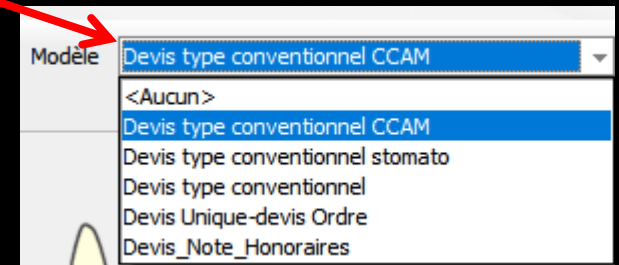 Modèle Devis type conventionnel CCAM
<Aucun>
Devis type conventionnel CCAM
Devis type conventionnel stomato
Devis type conventionnel
Devis Unique-devis Ordre
Devis_Note_Honoraires